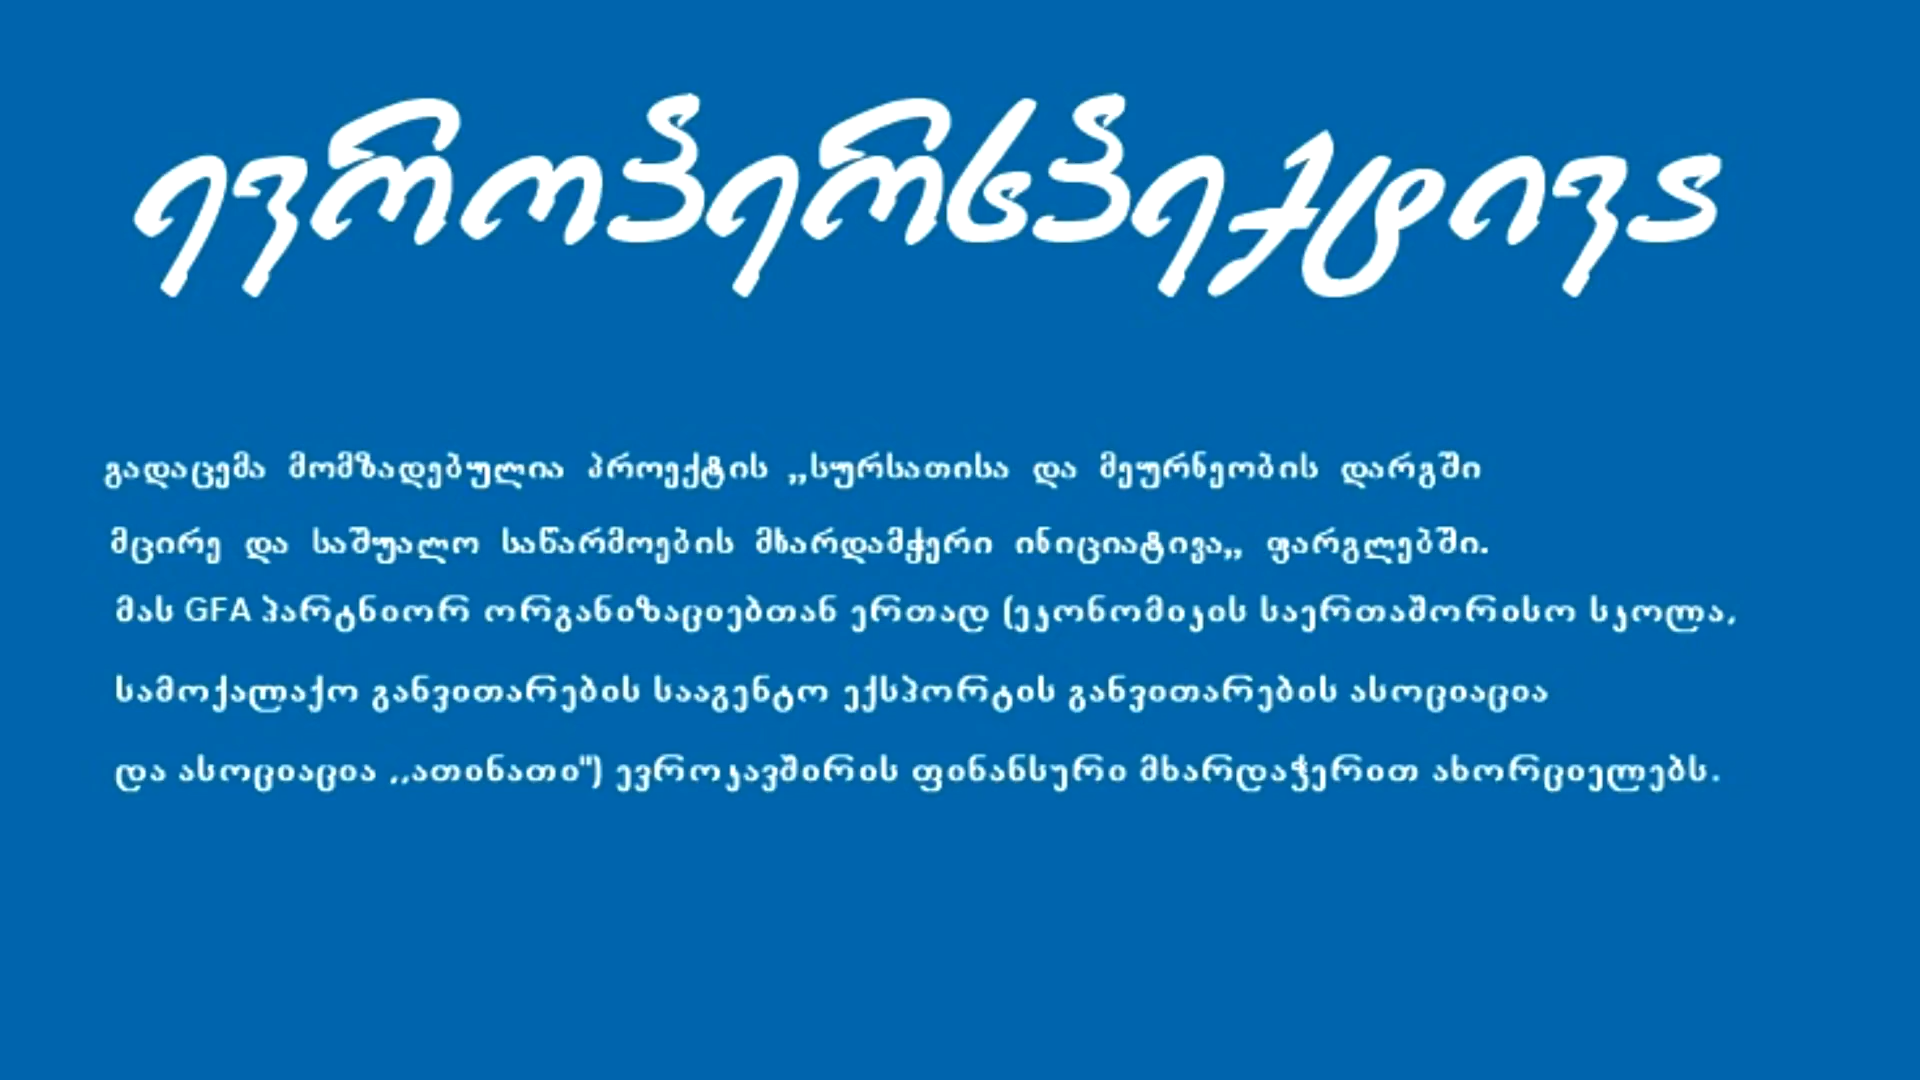 ევროპერსპექტივა
გადაცემა მომზადებულია პროექტის „სურსათისა და მეურნეობის დარგში
მცირე და საშუალო საწარმოების მხარდამჭერი ინიციატივა„ ფარგლებში.
მას GFA პარტნიორ ორგანიზაციებთან ერთად (ეკონომიკის საერთაშორისო სკოლა,
სამოქალაქო განვითარების სააგენტო ექსპორტის განვითარების ასოციაცია
და ასოციაცია ,,ათინათი") ევროკავშირის ფინანსური მხარდაჭერით ახორციელებს.